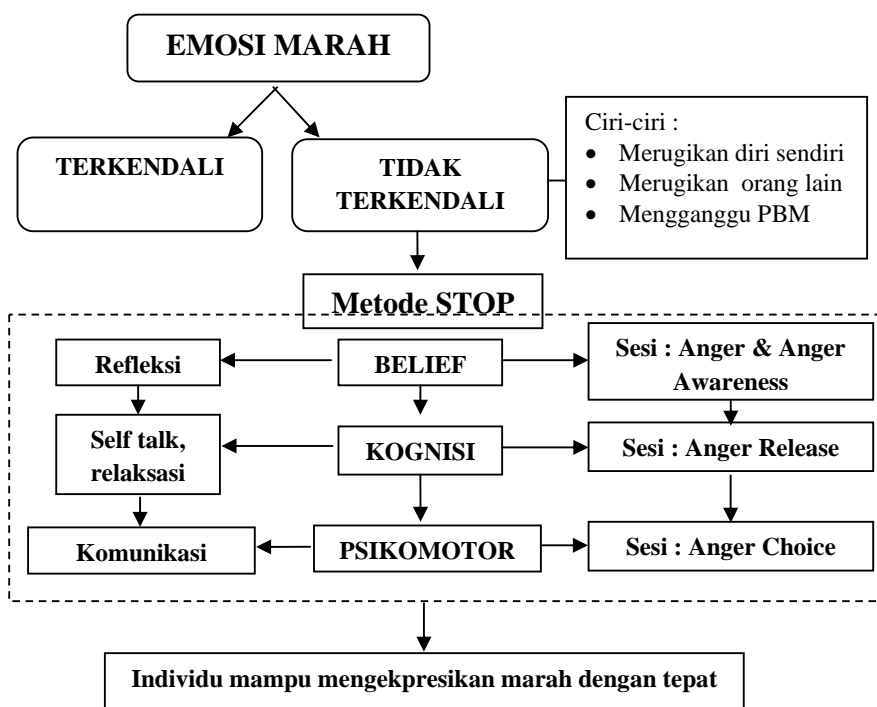 EMOSI MARAH
TERKENDALI
TIDAK
TERKENDALI
Ciri-ciri :
• Merugikan diri sendiri
• Merugikan orang lain
• Mengganggu PBM
Metode STOP
Refleksi
BELIEF
Sesi : Anger & Anger
Awareness
Self talk,
relaksasi
KOGNISI
Sesi : Anger Release
Komunikasi
PSIKOMOTOR
Sesi : Anger Choice
Individu mampu mengekpresikan marah dengan tepat